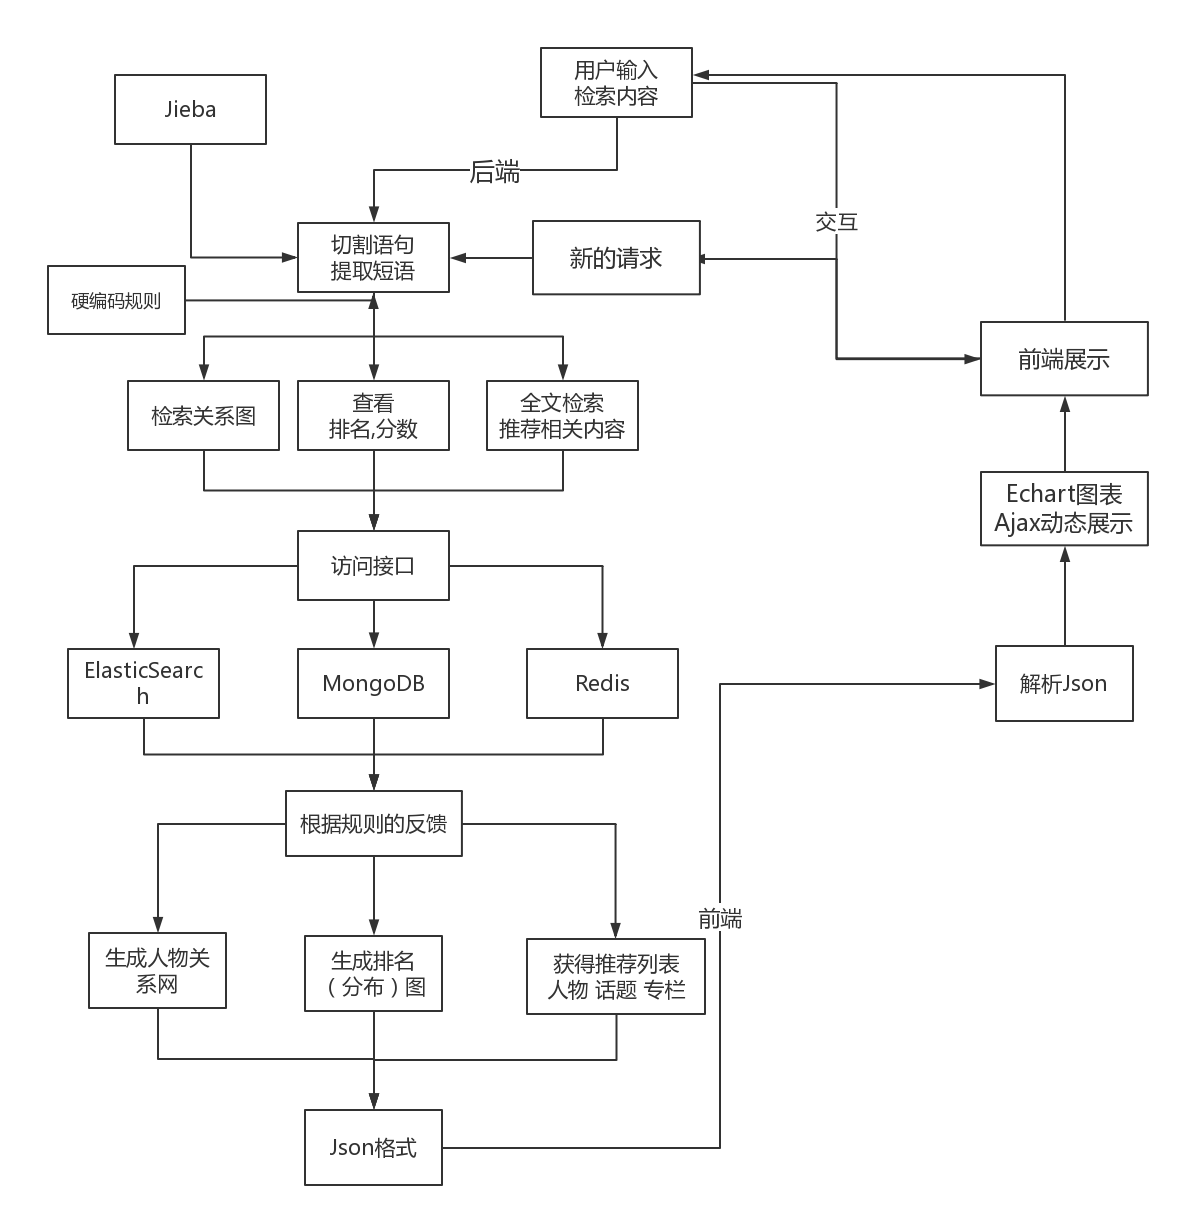 用户输入
检索内容
Jieba
后端
交互
切割语句
提取短语
新的请求
硬编码规则
前端展示
检索关系图
查看
排名,分数
全文检索
推荐相关内容
Echart图表
Ajax动态展示
访问接口
ElasticSearc
h
MongoDB
Redis
解析Json
根据规则的反馈
前端
生成人物关
系网
生成排名
（分布）图
获得推荐列表
人物 话题 专栏
Json格式